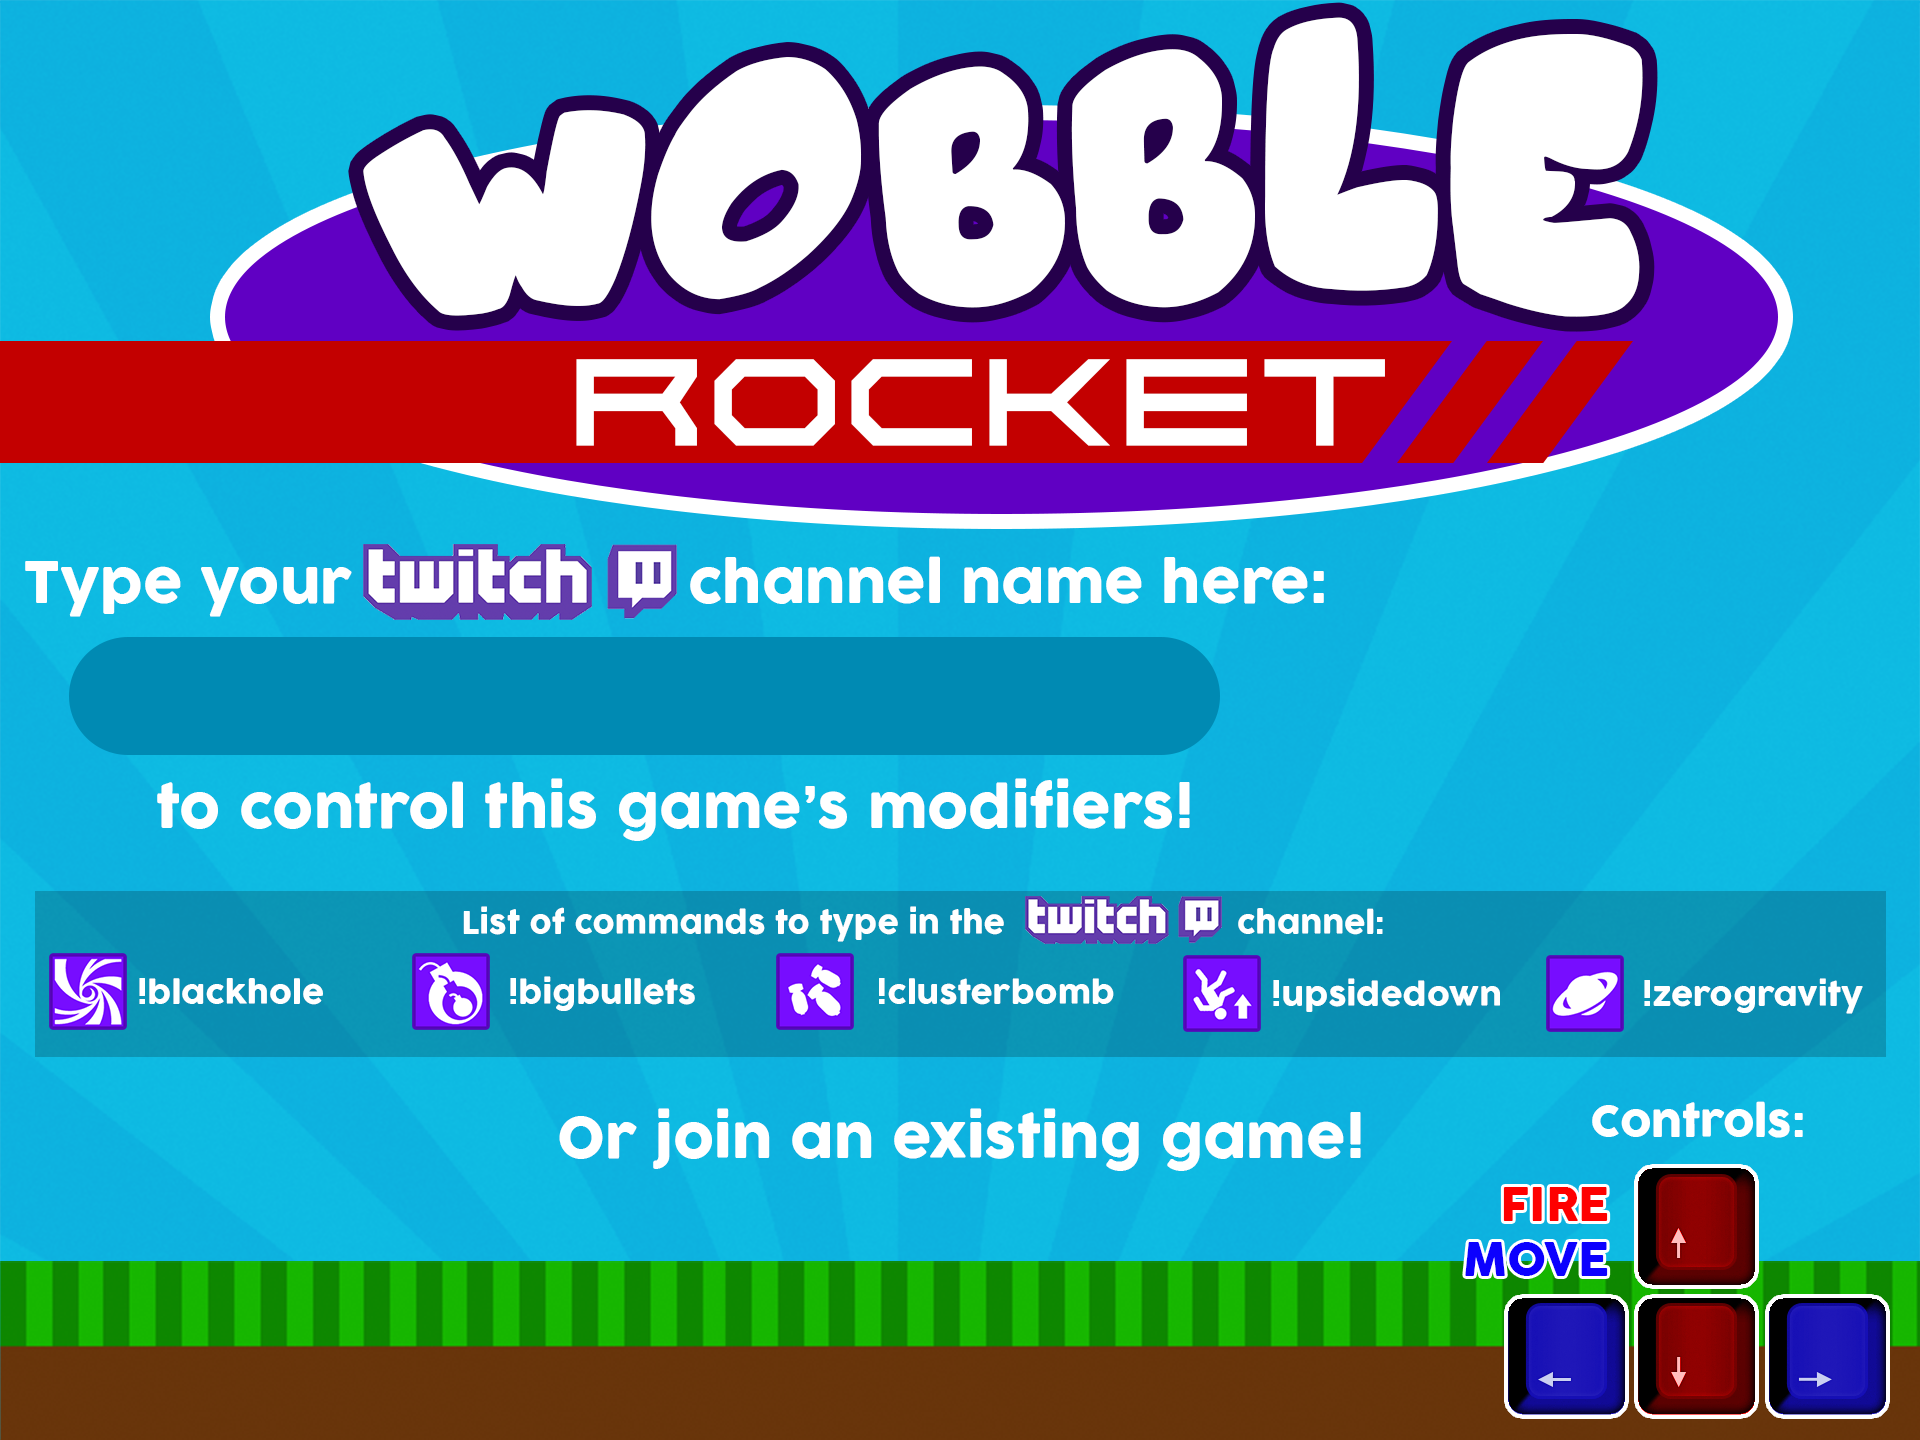 WOBBLE
ROCKET
Type your twitch channel name here:
to control this game's modifiers!
List of commands to type in the twitch channel:
!blackhole !bigbullets !clusterbomb !upsidedown !zerogravity
Or join an existing game!
Controls:
FIRE
MOVE
↑
← ↓ →